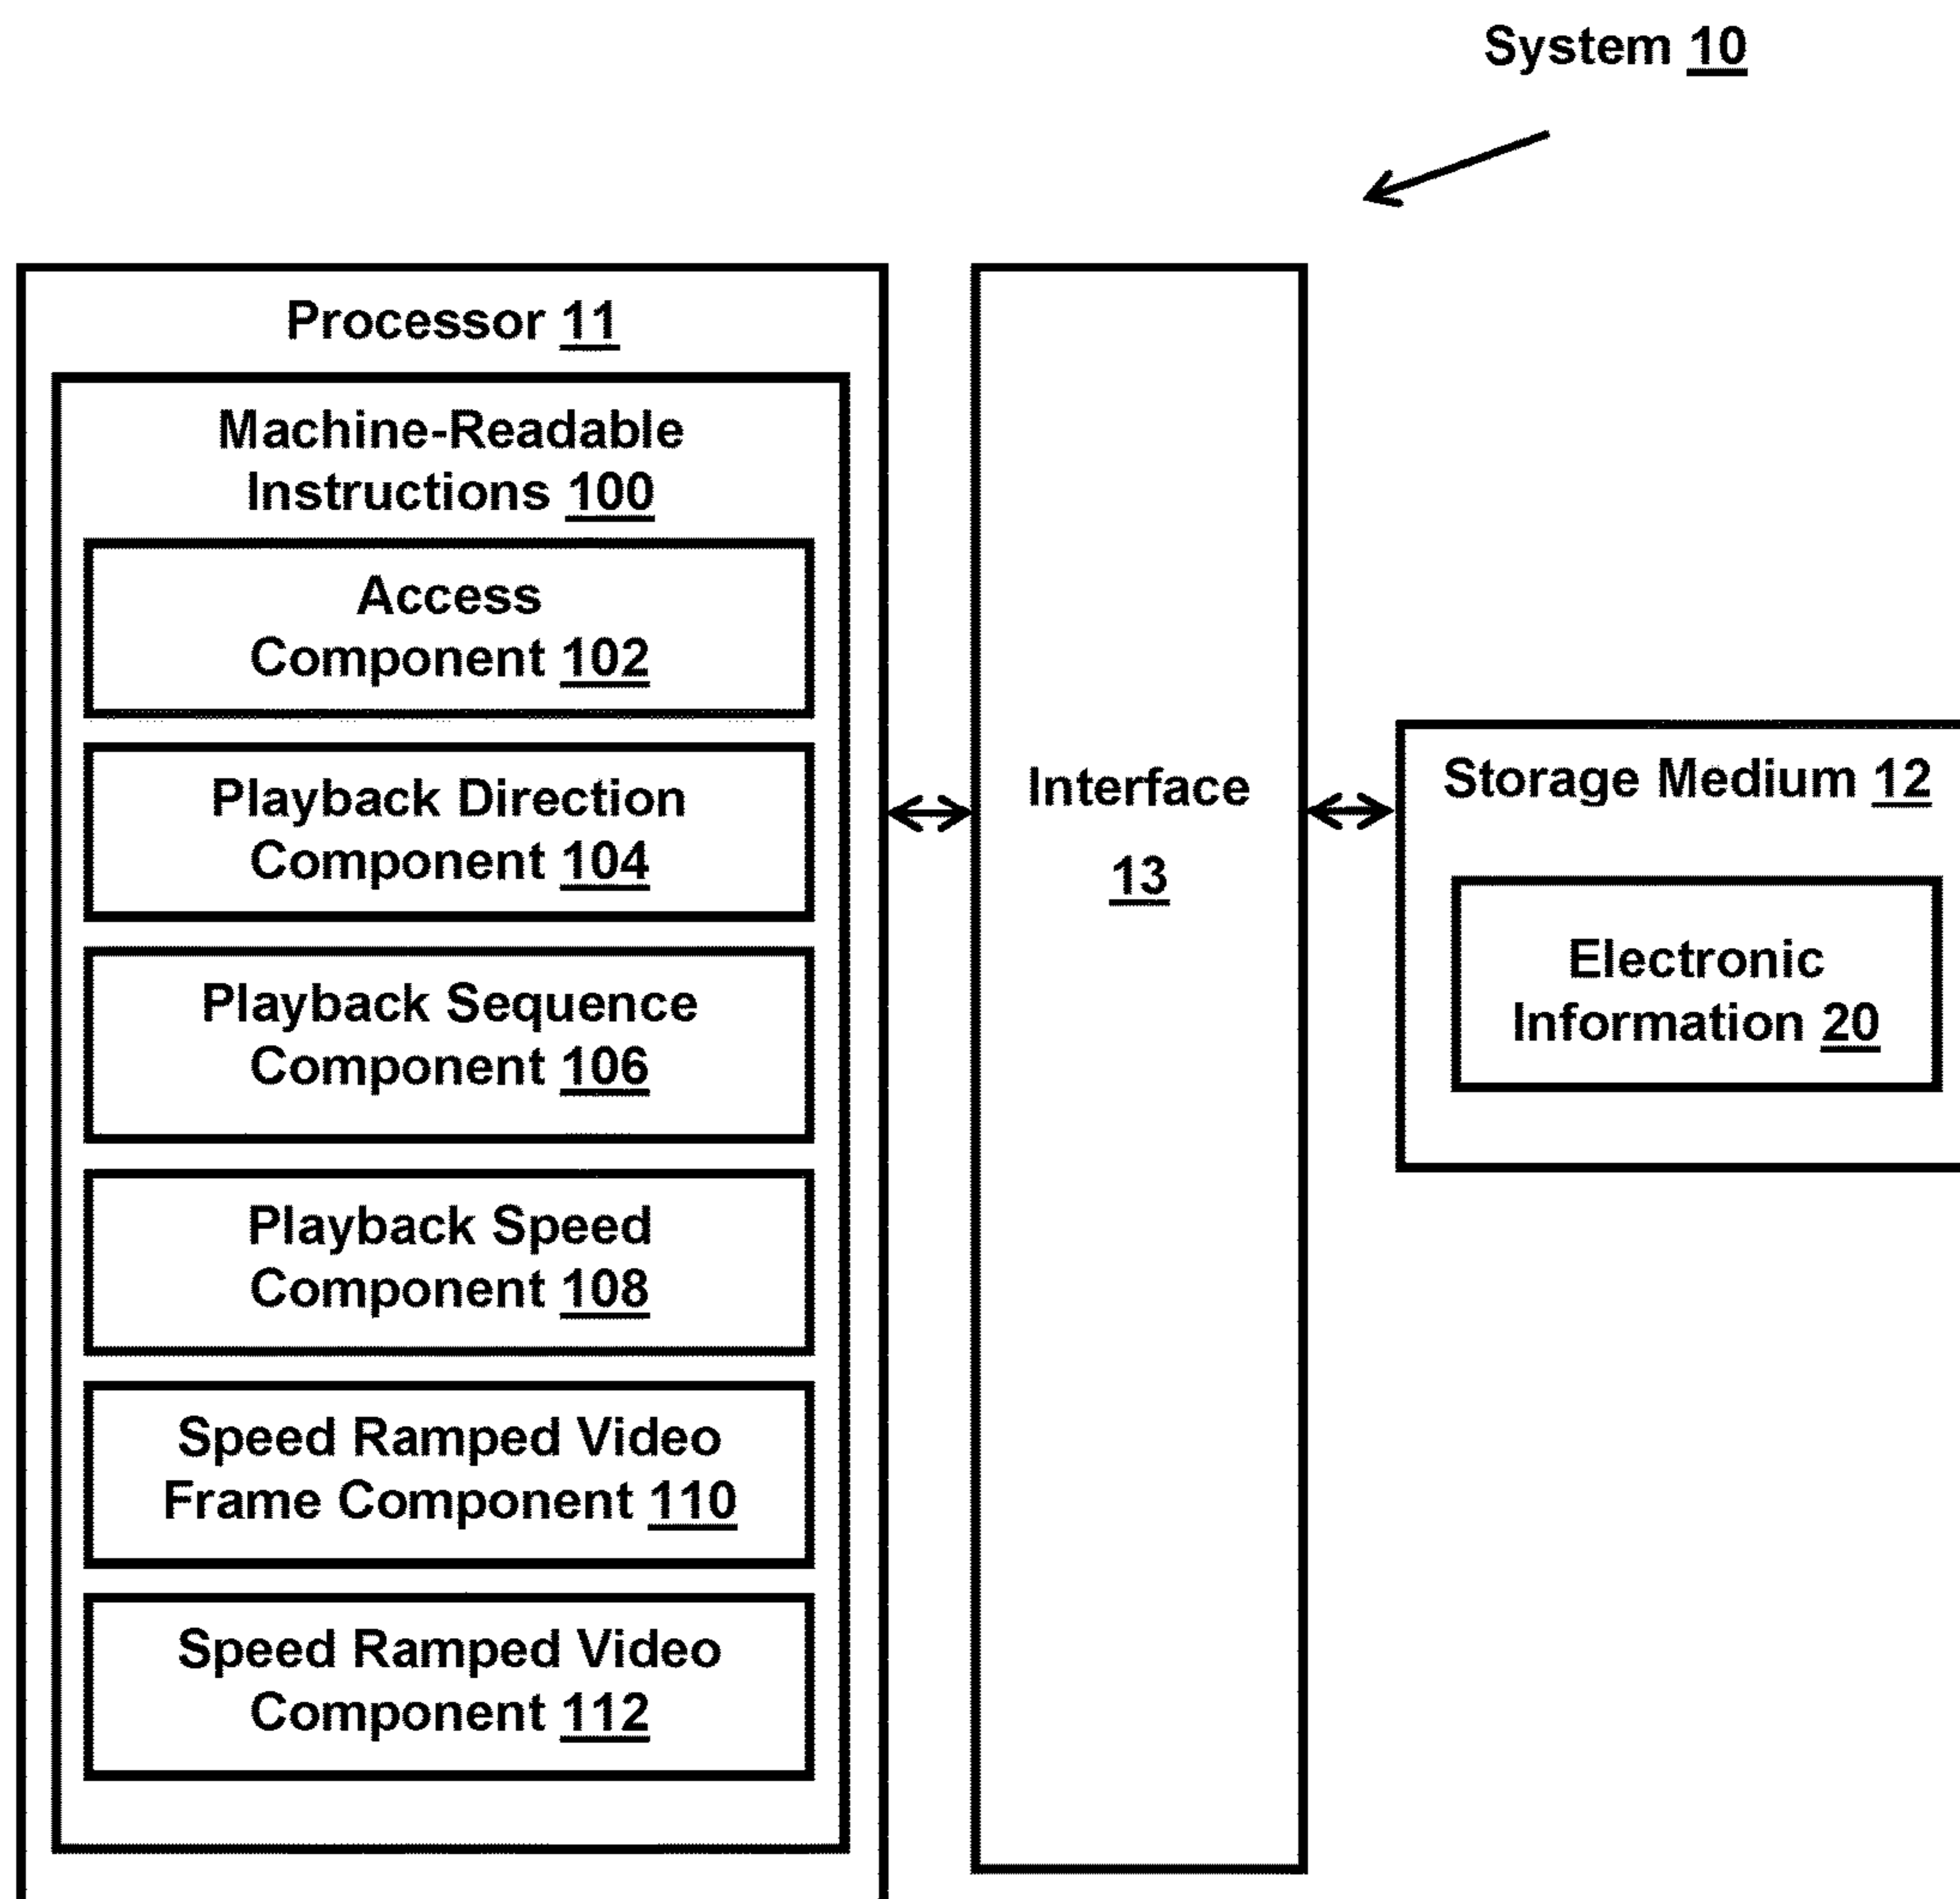 System 10
Processor 11
Machine-Readable
Instructions 100
Access
Component 102
Playback Direction
Component 104
Playback Sequence
Component 106
Playback Speed
Component 108
Speed Ramped Video
Frame Component 110
Speed Ramped Video
Component 112
Interface
13
Storage Medium 12
Electronic
Information 20